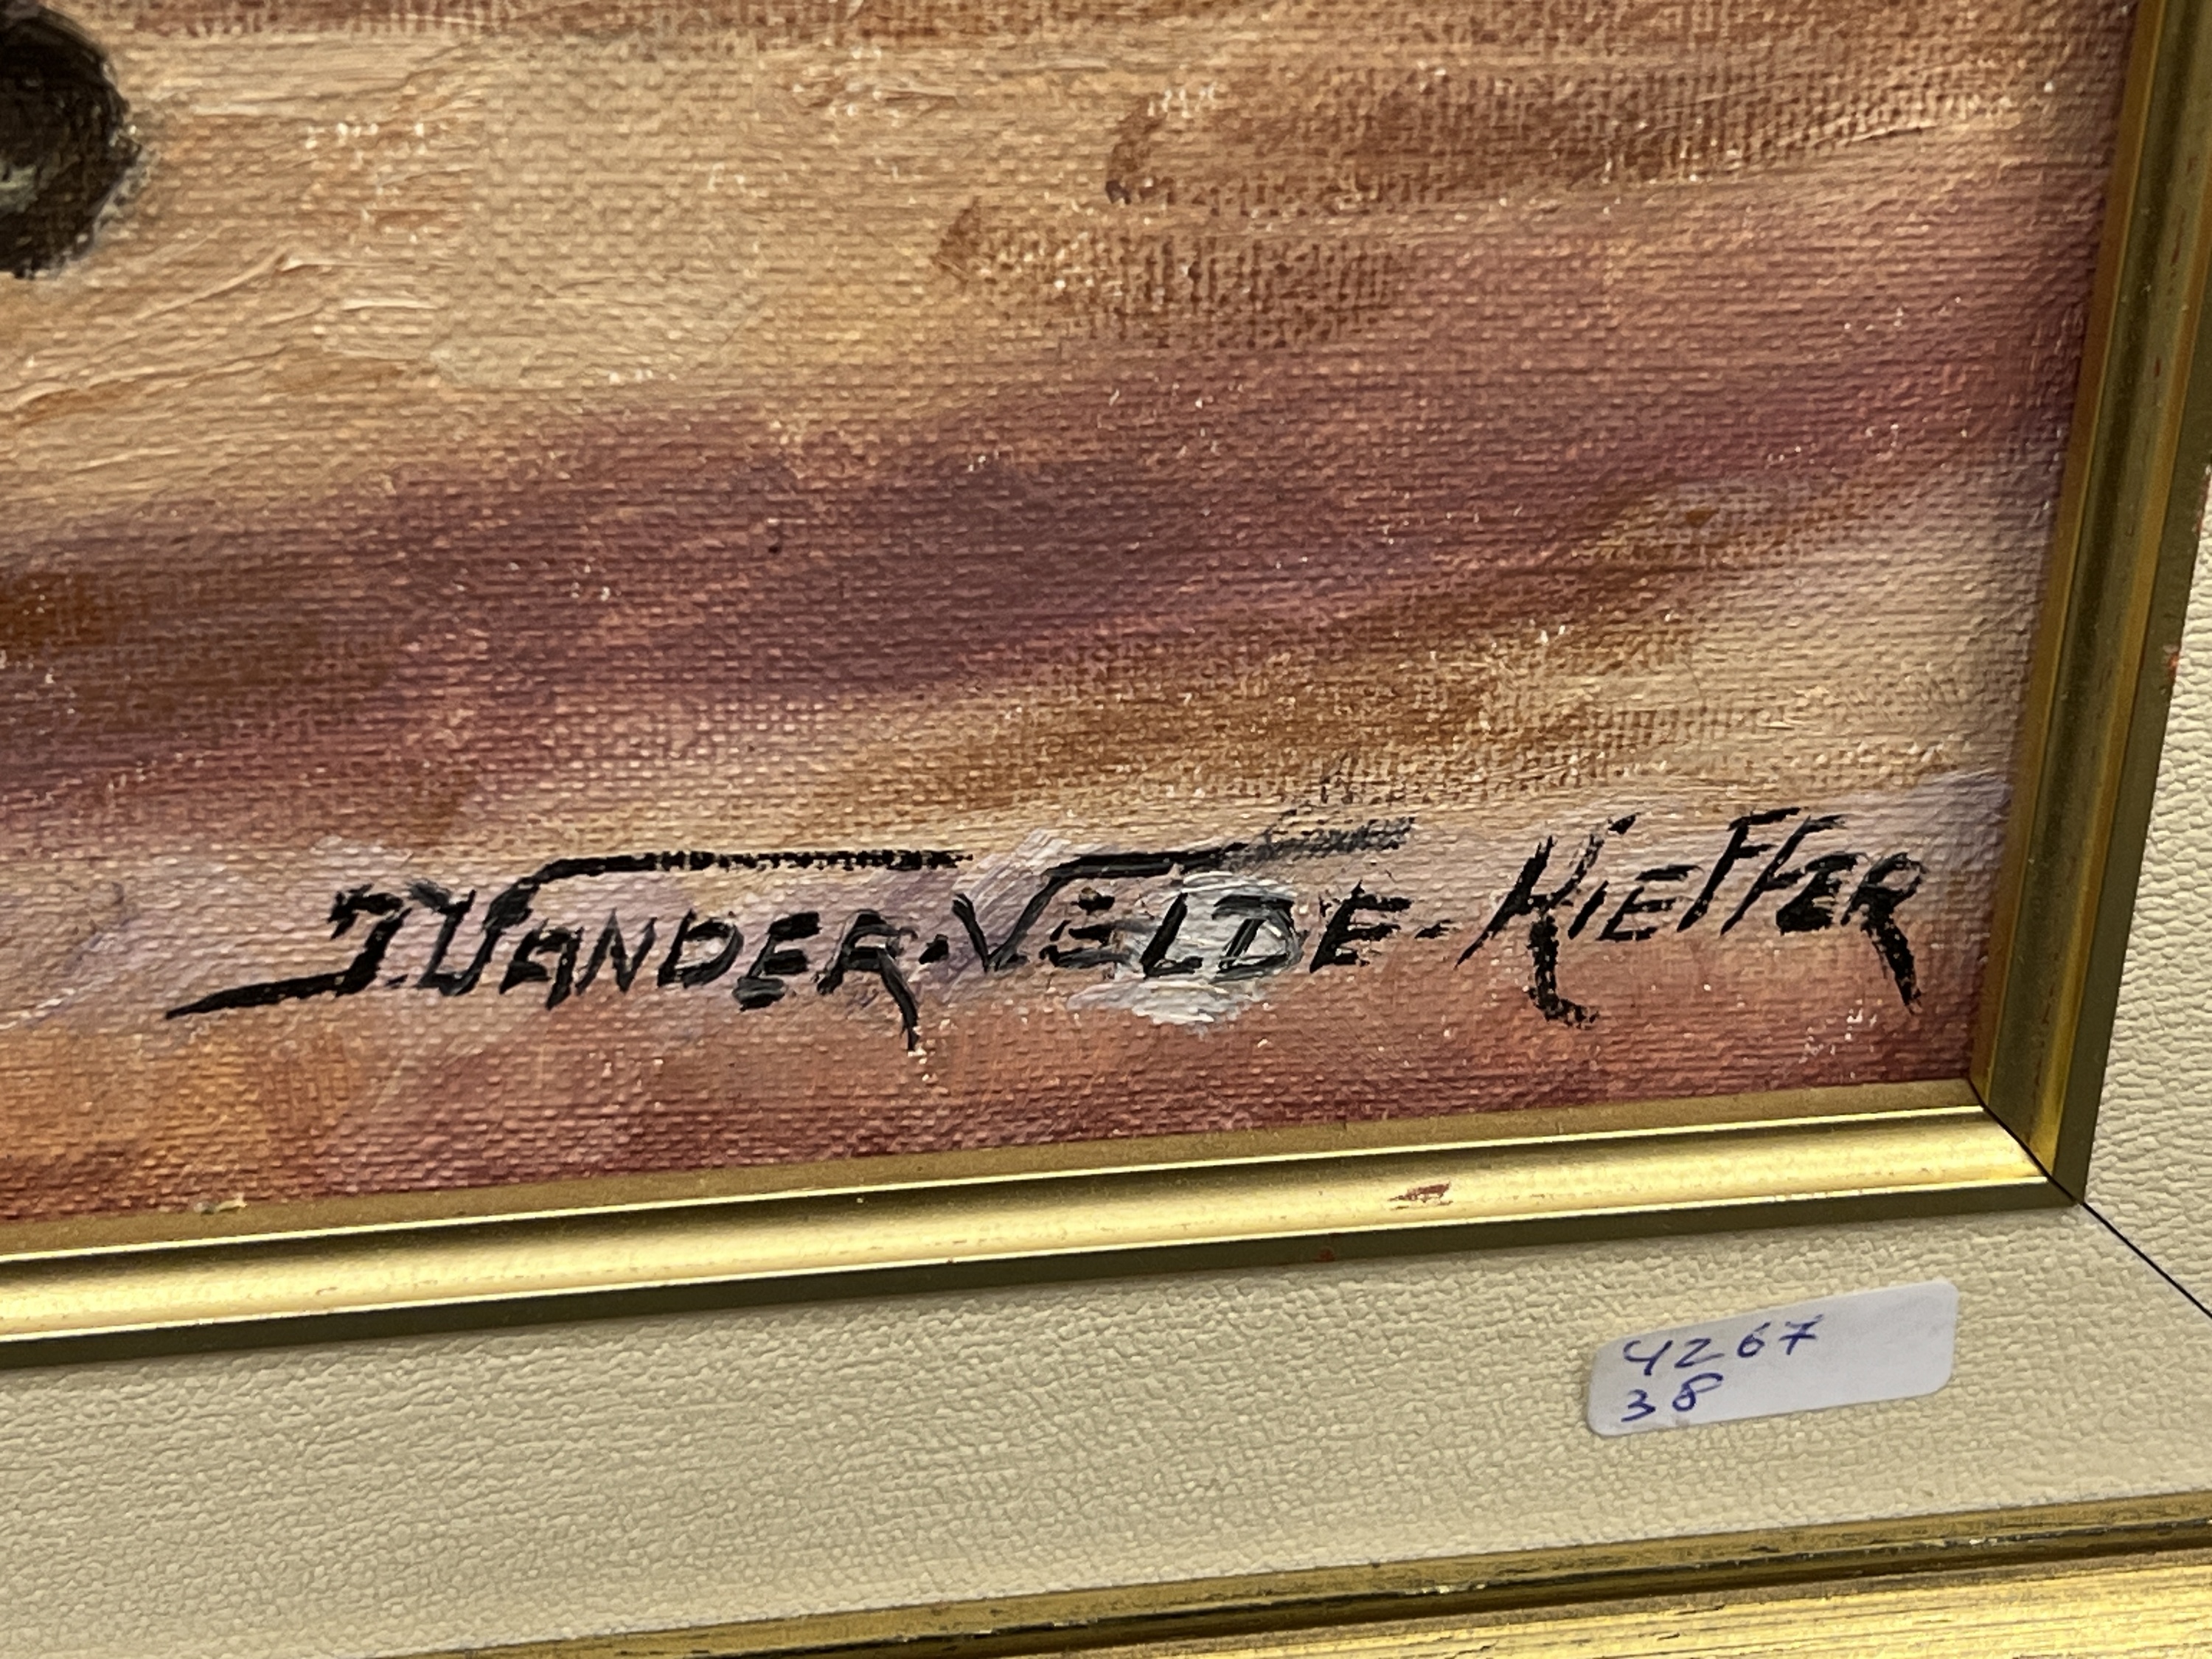 J. VANDER-VELDE-KIEFFER
4267
38